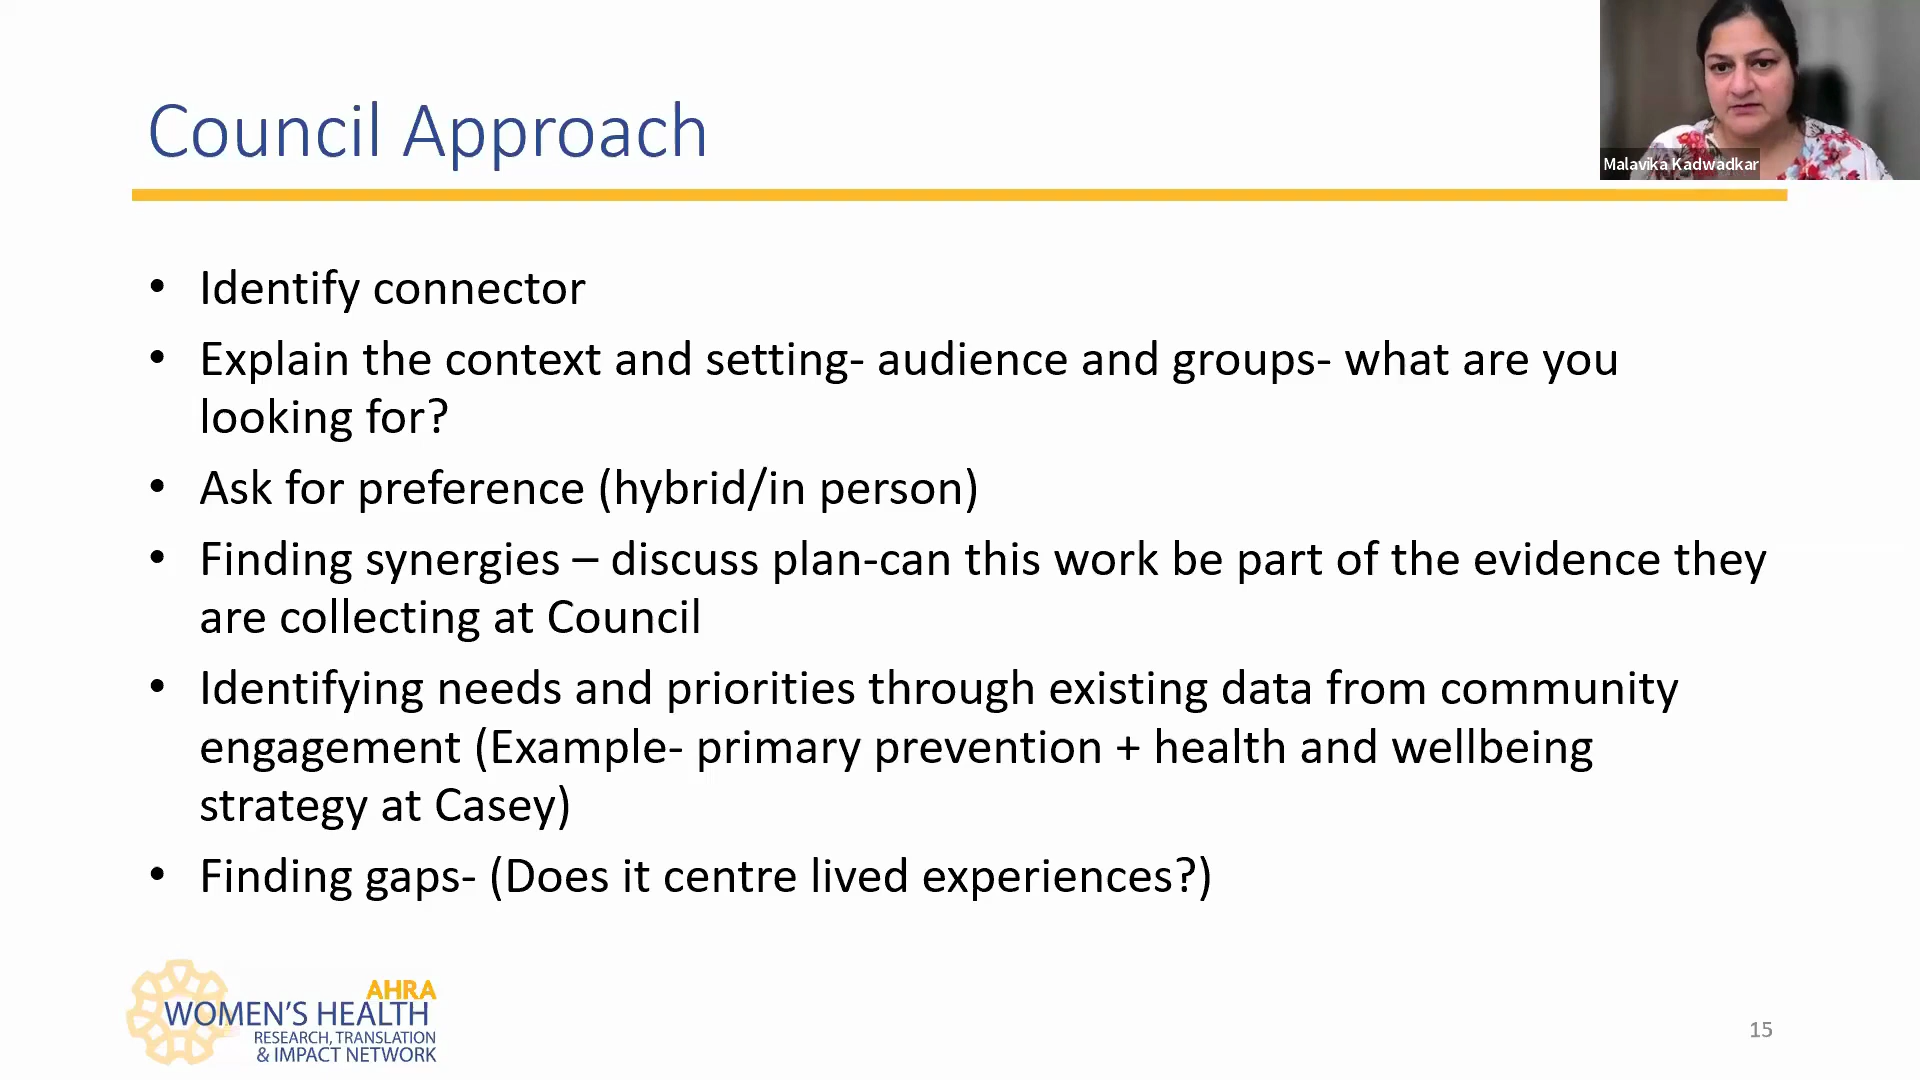 Council Approach
Malavika Kadwadkar
• Identify connector
• Explain the context and setting- audience and groups- what are you
looking for?
• Ask for preference (hybrid/in person)
• Finding synergies – discuss plan-can this work be part of the evidence they
are collecting at Council
• Identifying needs and priorities through existing data from community
engagement (Example- primary prevention + health and wellbeing
strategy at Casey)
• Finding gaps- (Does it centre lived experiences?)
AHRA
WOMEN'S HEALTH
RESEARCH, TRANSLATION
& IMPACT NETWORK
15